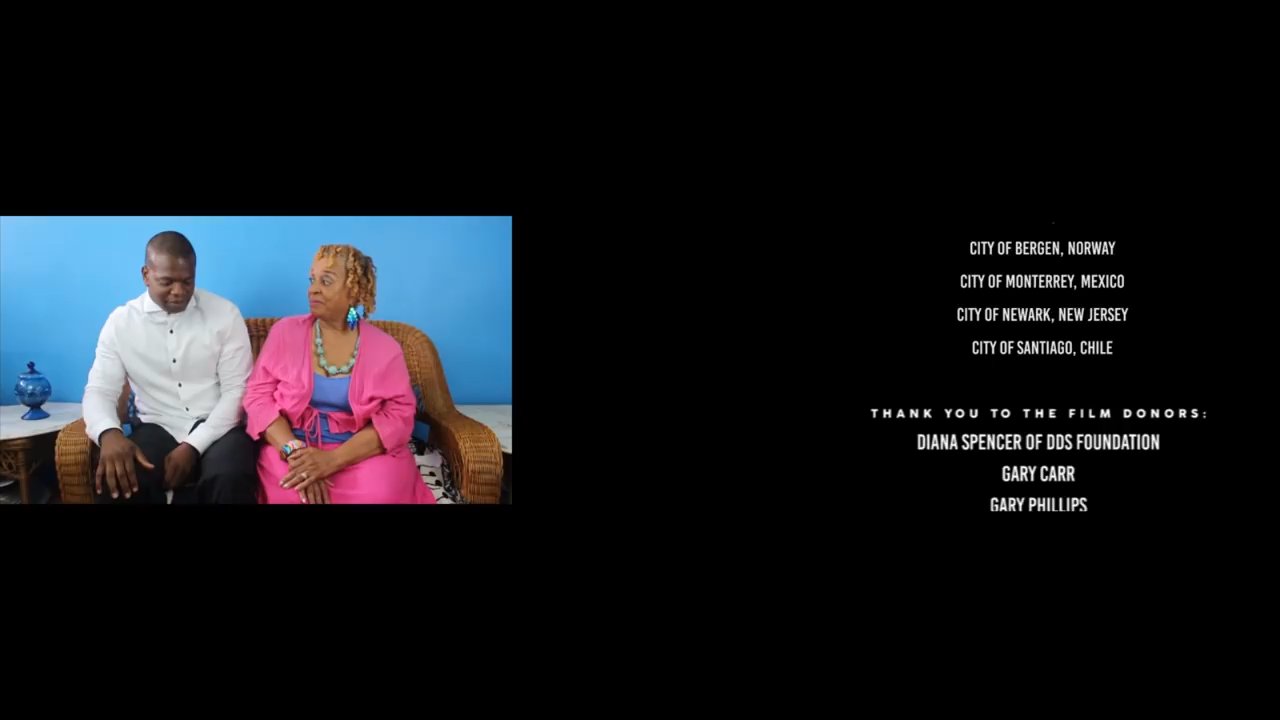 CITY OF BERGEN, NORWAY
CITY OF MONTERREY, MEXICO
CITY OF NEWARK, NEW JERSEY
CITY OF SANTIAGO, CHILE
THANK YOU TO THE FILM DONORS:
DIANA SPENCER OF DDS FOUNDATION
GARY CARR
GARY PHILLIPS